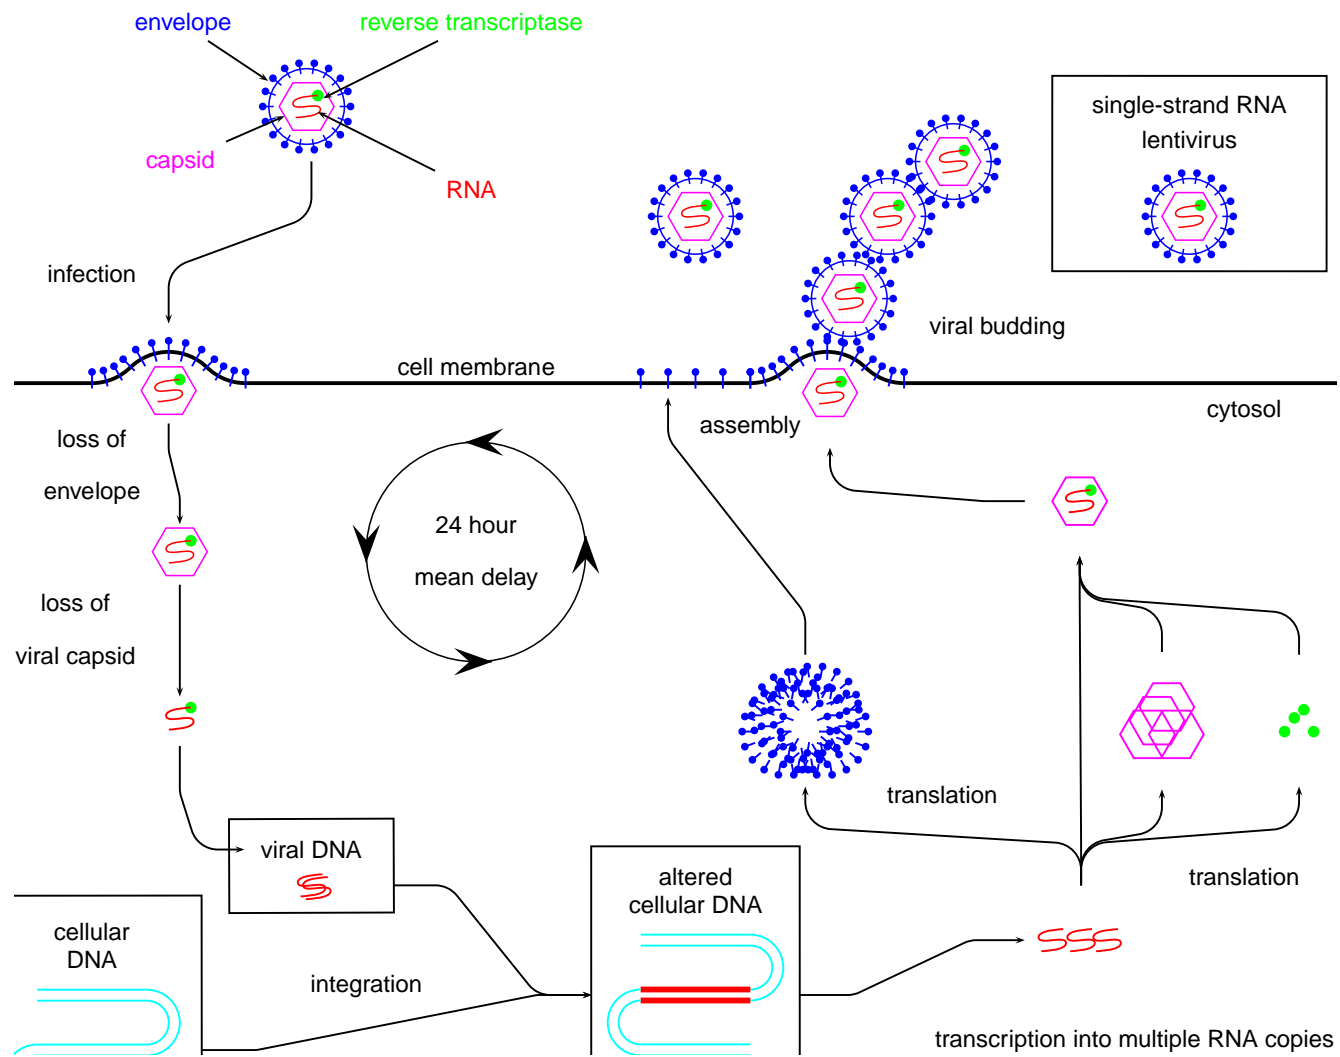 envelope
reverse transcriptase
capsid
RNA
single-strand RNA
lentivirus
infection
viral budding
cell membrane
cytosol
assembly
loss of
envelope
24 hour
mean delay
loss of
viral capsid
translation
viral DNA
altered
cellular DNA
translation
cellular
DNA
integration
transcription into multiple RNA copies